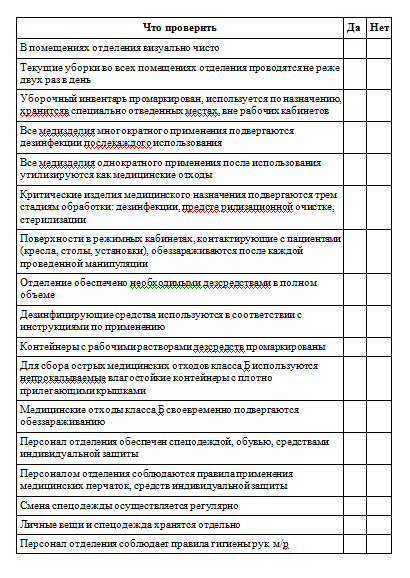 Что проверить Да Нет
В помещениях отделения визуально чисто
Текущие уборки во всех помещениях отделения проводятся не реже
двух раз в день
Уборочный инвентарь промаркирован, используется по назначению,
хранитсяв специально отведенных местах, вне рабочих кабинетов
Все медизделия многократного применения подвергаются
дезинфекции послекаждого использования
Все медизделия однократного применения после использования
утилизируются как медицинские отходы
Критические изделия медицинского назначения подвергаются трем
стадиям обработки: дезинфекции, предсте рилизационной очистке,
стерилизации
Поверхности в режимных кабинетах, контактирующие с пациентами
(кресла, столы, установки), обеззараживаются после каждой
проведенной манипуляции
Отделение обеспечено необходимыми дезсредствами в полном
объеме
Дезинфицирующие средства используются в соответствии с
инструкциями по применению
Контейнеры с рабочими растворами дезсредств промаркированы
Для сбора острых медицинских отходов класса Б используются
непрокалываемые влагостойкие контейнеры с плотно
прилегающими крышками
Медицинские отходы класса Б своевременно подвергаются
обеззараживанию
Персонал отделения обеспечен спецодеждой, обувью, средствами
индивидуальной защиты
Персоналом отделения соблюдаются правила применения
медицинских перчаток, средств индивидуальной защиты
Смена спецодежды осуществляется регулярно
Личные вещи и спецодежда хранятся отдельно
Персонал отделения соблюдает правила гигиены рук м/р